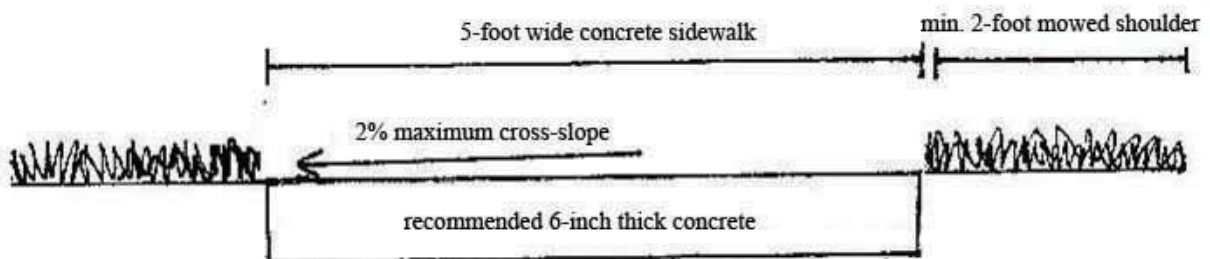 5-foot wide concrete sidewalk
min. 2-foot mowed shoulder
2% maximum cross-slope
recommended 6-inch thick concrete